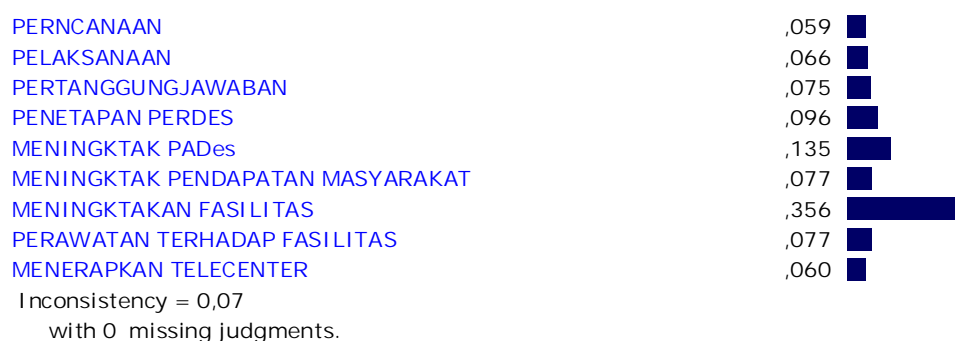 PERNCANAAN ,059
PELAKSANAAN ,066
PERTANGGUNGJAWABAN ,075
PENETAPAN PERDES ,096
MENINGKTAK PADes ,135
MENINGKTAK PENDAPATAN MASYARAKAT ,077
MENINGKTAKAN FASILITAS ,356
PERAWATAN TERHADAP FASILITAS ,077
MENERAPKAN TELECENTER ,060
Inconsistency = 0,07
with 0 missing judgments.